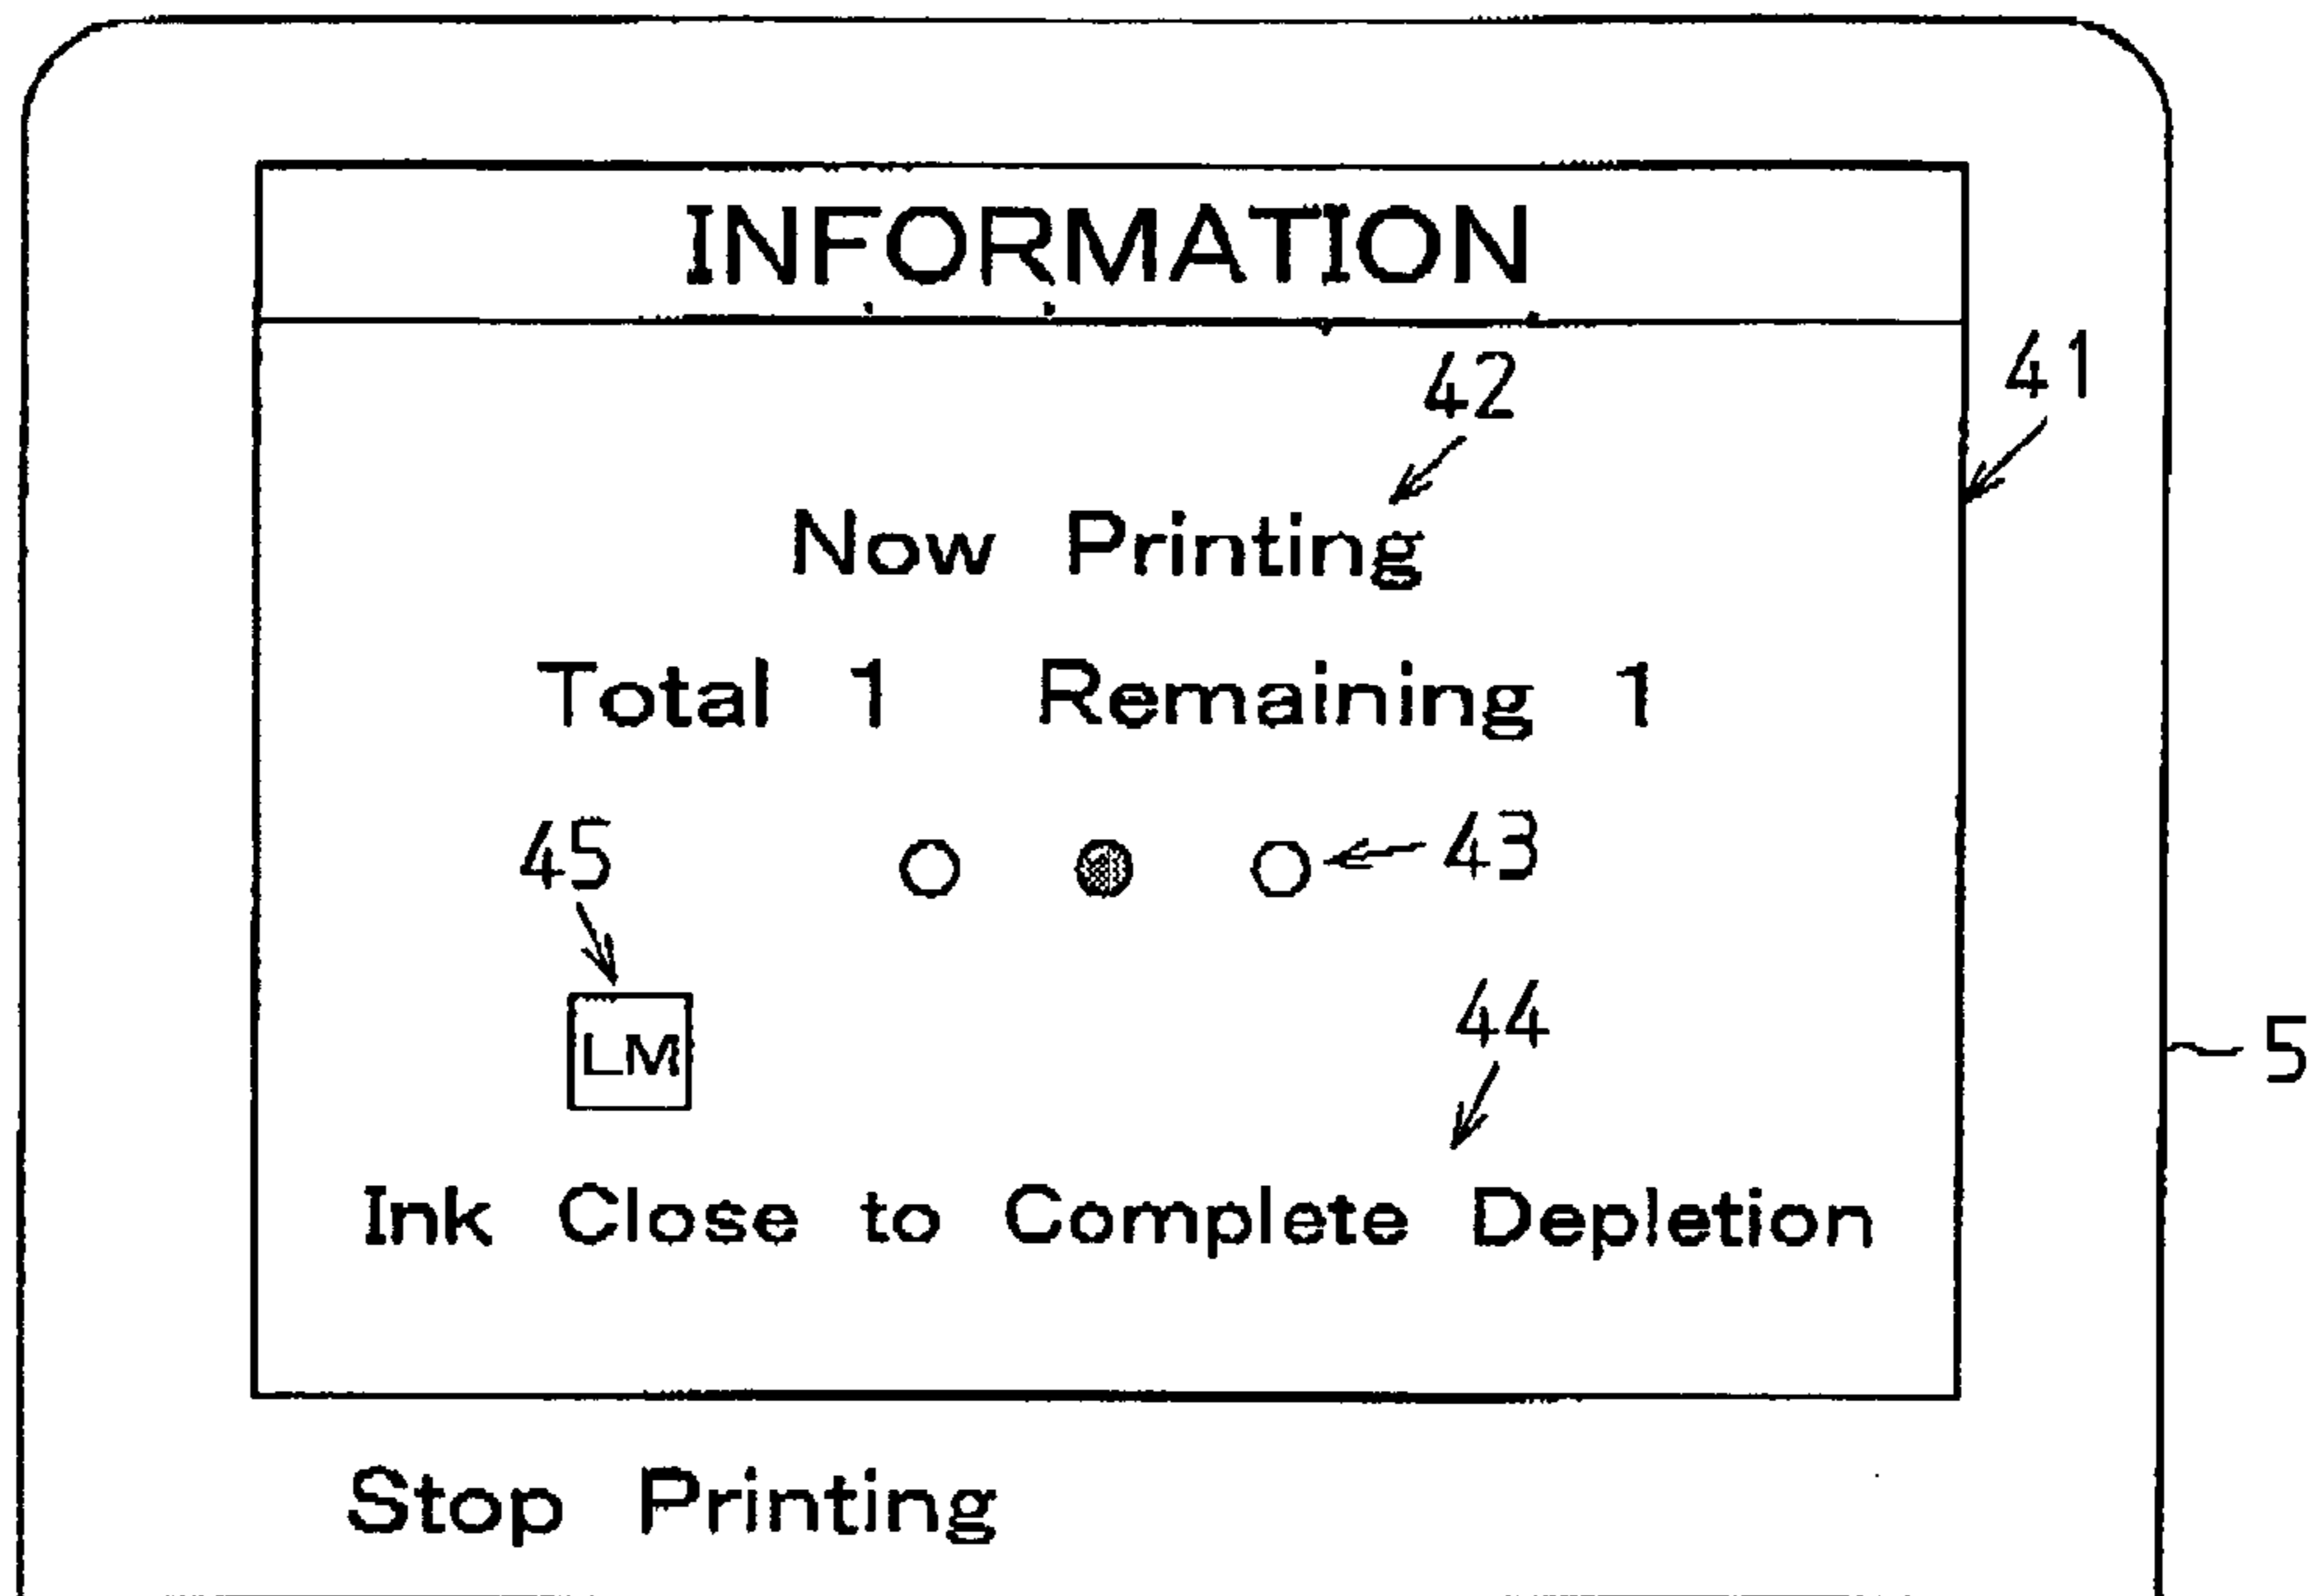 INFORMATION
42
41
Now Printing
Total 1 Remaining 1
45
43
LM
44
5
Ink Close to Complete Depletion
Stop Printing